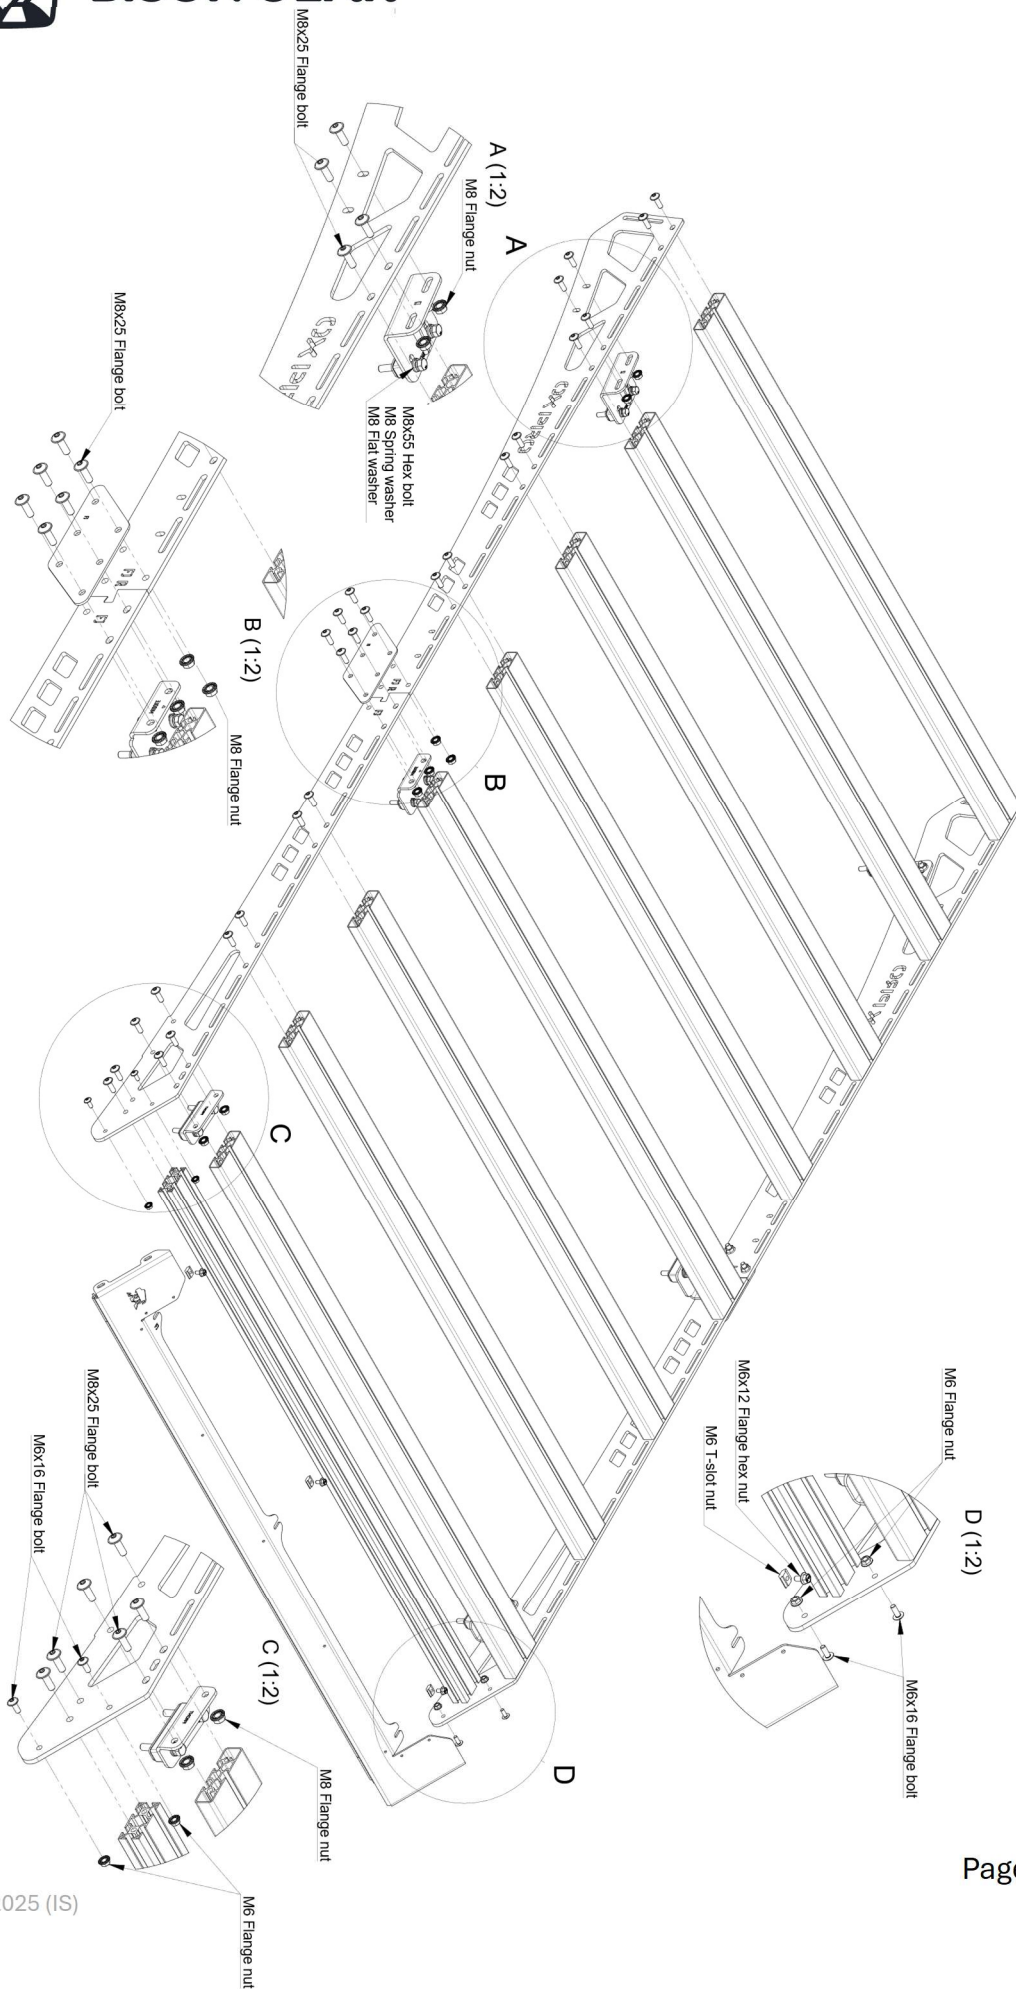 M8x25 Flange bolt
A (1:2)
M8 Flange nut
A
M8x55 Hex bolt
M8 Spring washer
M8 Flat washer
M8x25 Flange bolt
B (1:2)
M8 Flange nut
B
C
M6 Flange nut
D (1:2)
M6x12 Flange hex nut
M6 T-slot nut
M6x16 Flange bolt
D
M8x25 Flange bolt
M6x16 Flange bolt
C (1:2)
M8 Flange nut
M6 Flange nut
Page
025 (IS)